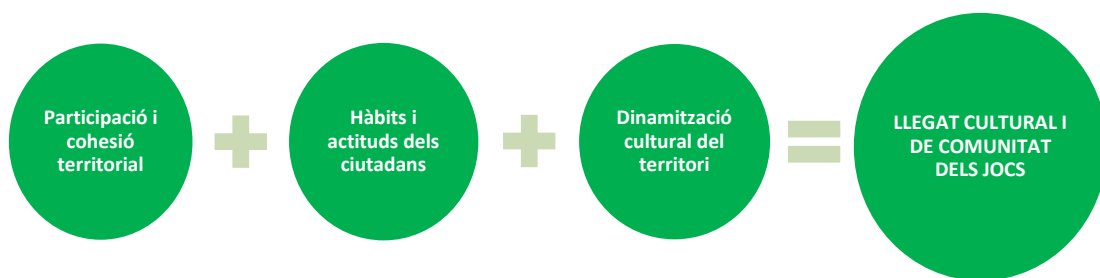 Participació i
cohesió
territorial
Hàbits i
actituds dels
ciutadans
Dinamització
cultural del
territori
LLEGAT CULTURAL I
DE COMUNITAT
DELS JOCS